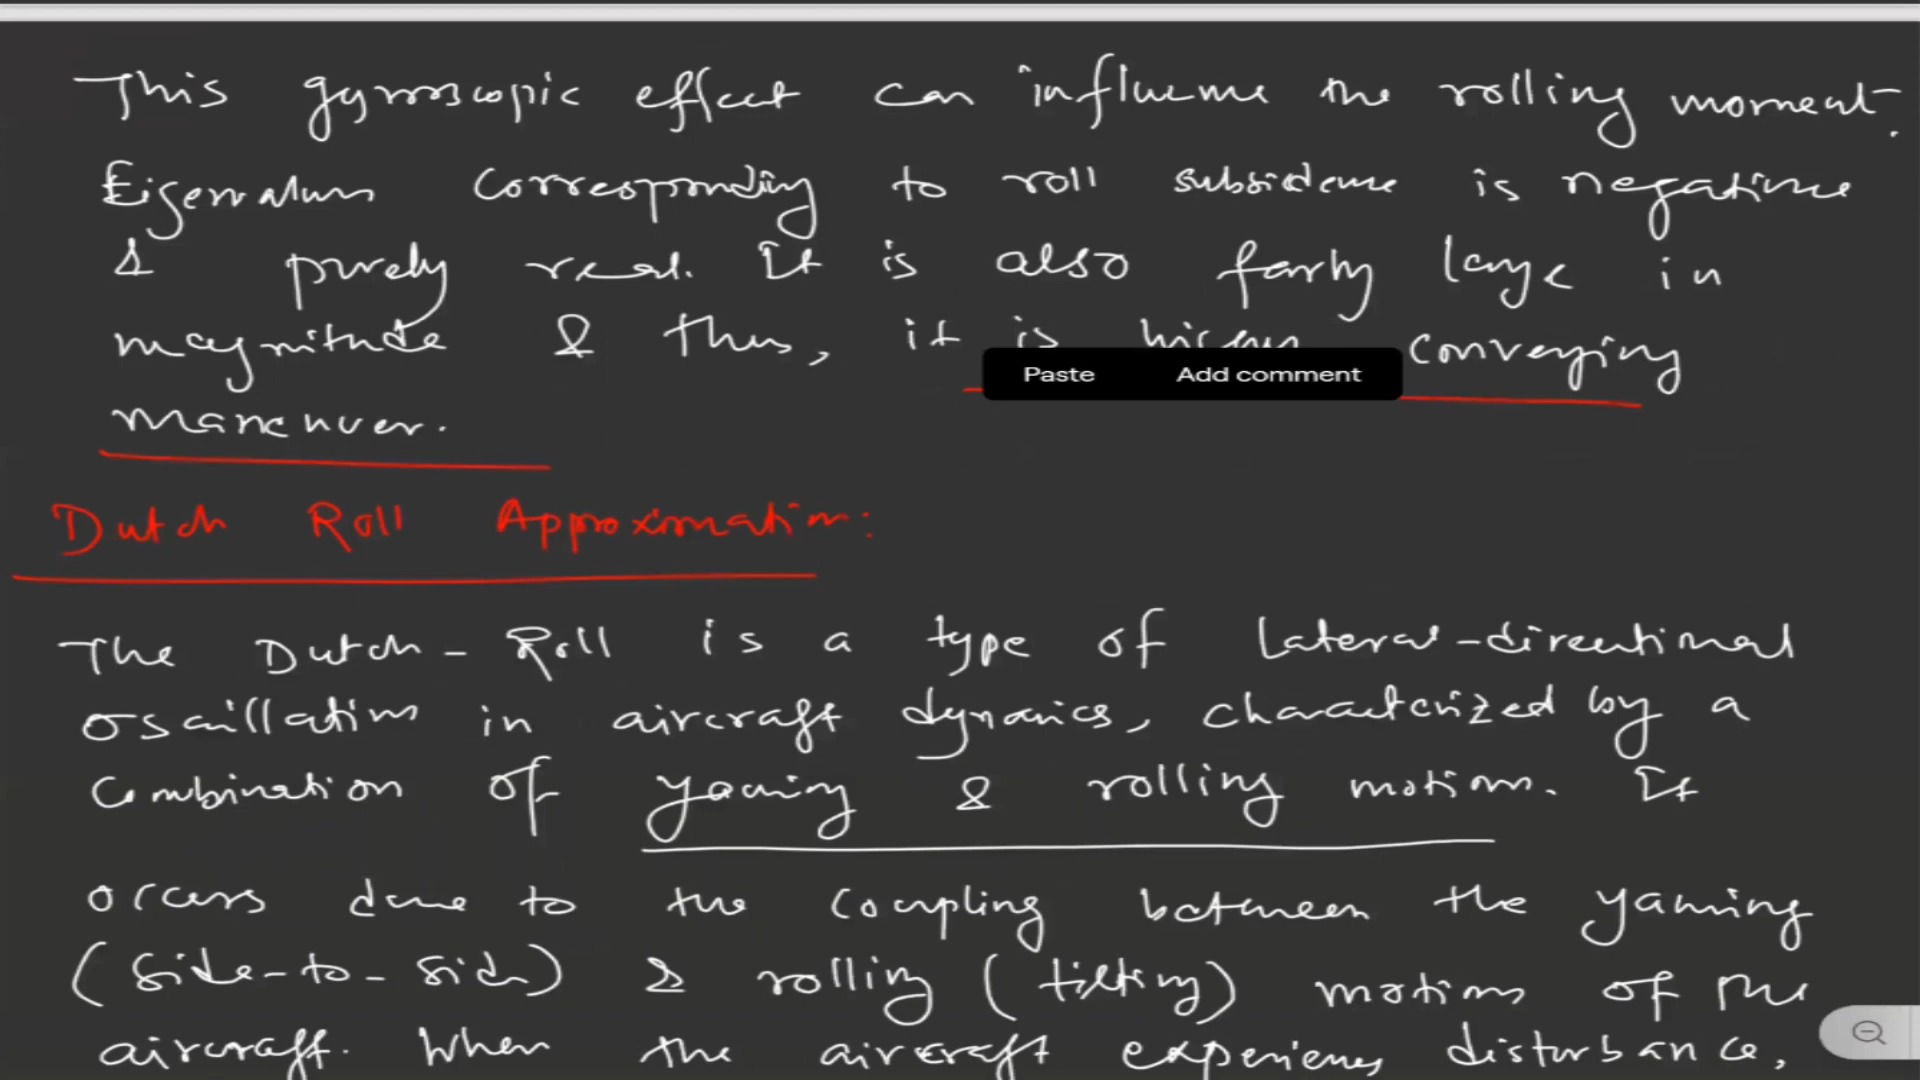 This gyroscopic effect can influence the rolling moment.
Eigenvalues corresponding to roll subsidence is negative
& purely real. It is also fairly large in
magnitude & thus, it is converging
Paste Add comment
maneuver.
Dutch Roll Approximation:
The Dutch-Roll is a type of lateral-directional
oscillation in aircraft dynamics, characterized by a
combination of yawing & rolling motions. It
occurs due to the coupling between the yawing
(side-to-side) & rolling (tilting) motions of the
aircraft. When the aircraft experiences disturbance,